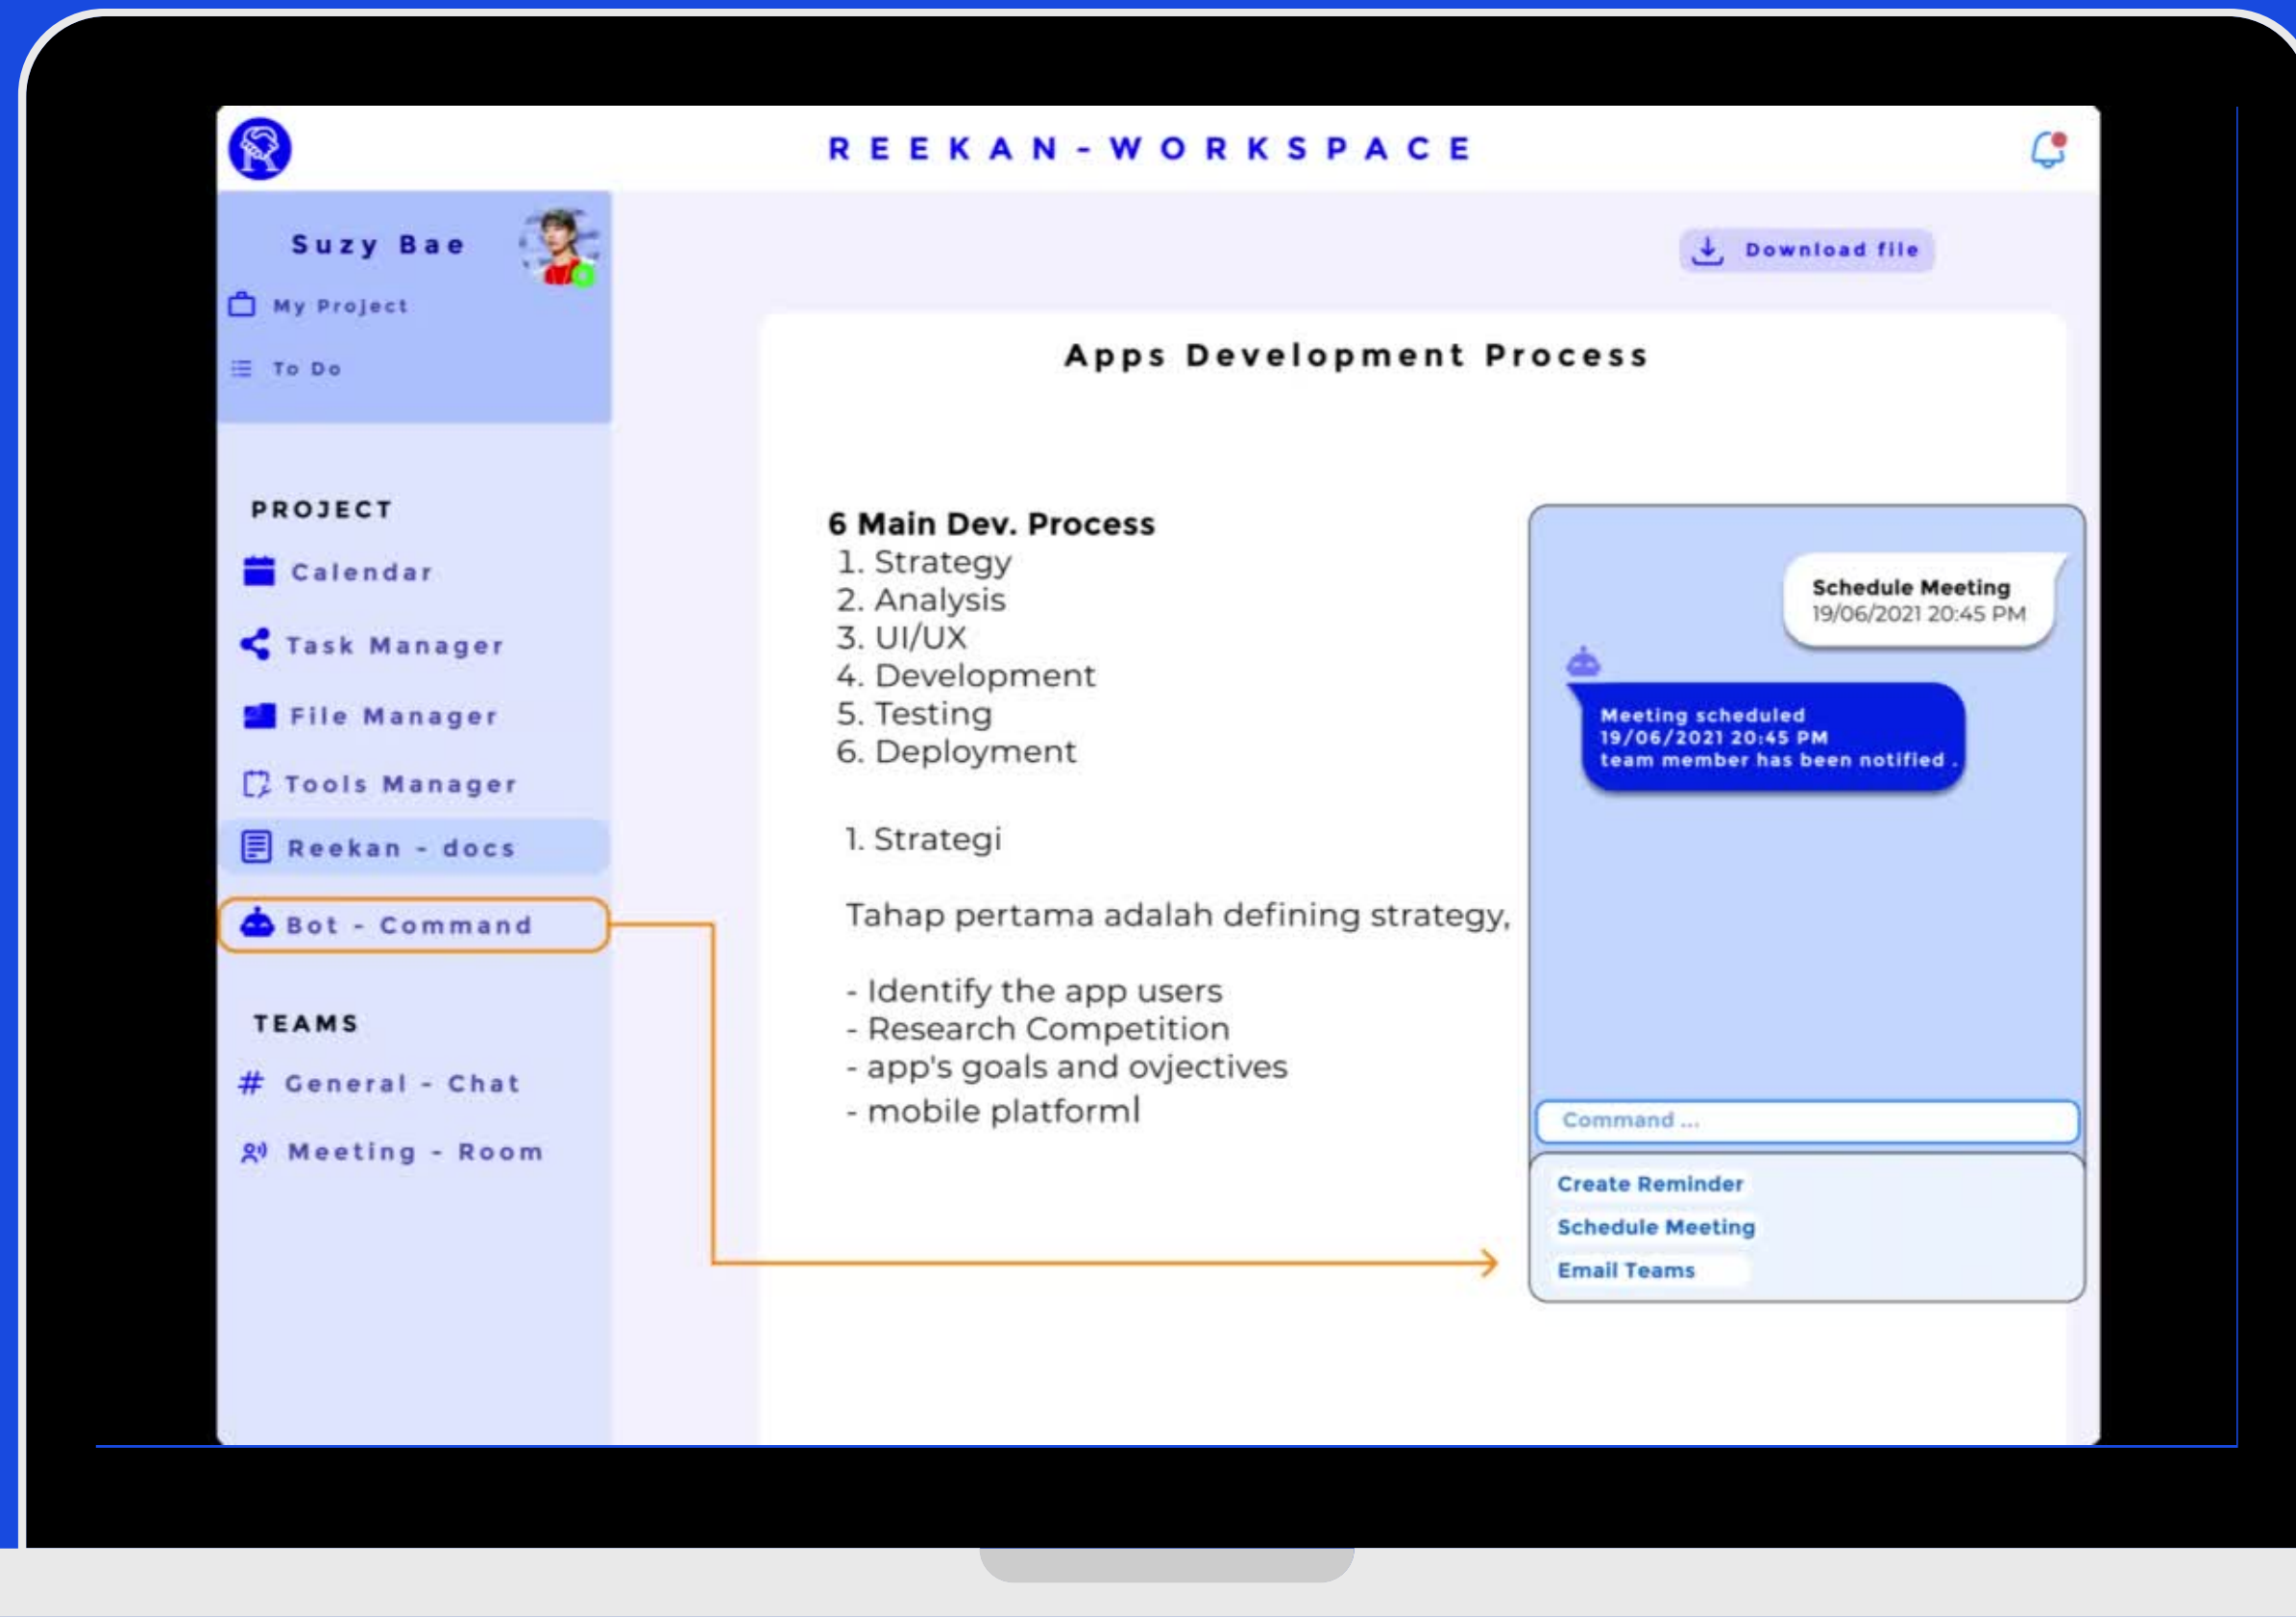 REEKAN-WORKSPACE
Suzy Bae
My Project
To Do
PROJECT
Calendar
Task Manager
File Manager
Tools Manager
Reekan - docs
Bot - Command
TEAMS
# General - Chat
Meeting - Room
Download file
Apps Development Process
6 Main Dev. Process
1. Strategy
2. Analysis
3. UI/UX
4. Development
5. Testing
6. Deployment
1. Strategi
Tahap pertama adalah defining strategy,
- Identify the app users
- Research Competition
- app's goals and ovjectives
- mobile platform
Schedule Meeting
19/06/2021 20:45 PM
Meeting scheduled
19/06/2021 20:45 PM
team member has been notified .
Command ...
Create Reminder
Schedule Meeting
Email Teams